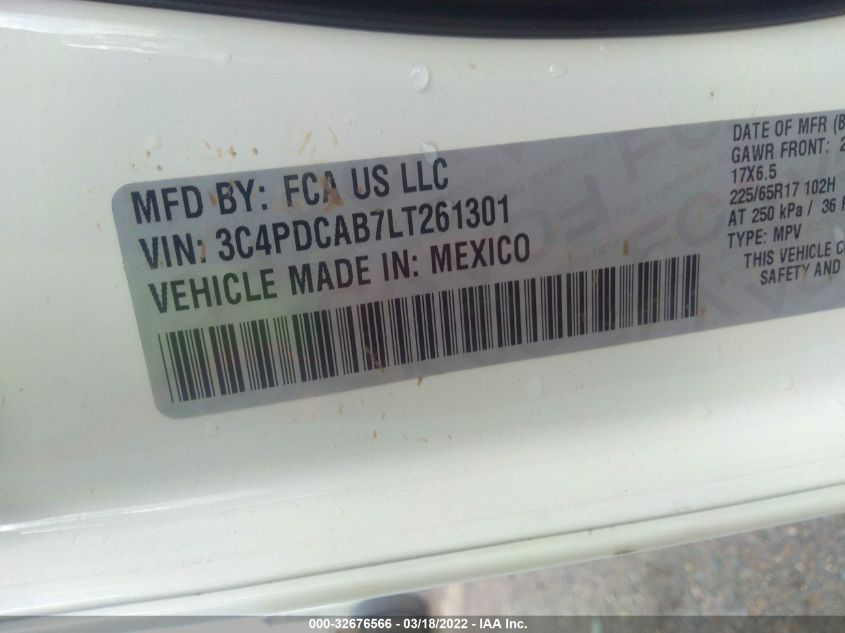 MFD BY: FCA US LLC
VIN: 3C4PDCAB7LT261301
VEHICLE MADE IN: MEXICO
DATE OF MFR (B
GAWR FRONT: 2
17X6.5
225/65R17 102H
AT 250 kPa / 36
TYPE: MPV
THIS VEHICLE
SAFETY AND
000-32676566 - 03/18/2022 - IAA Inc.